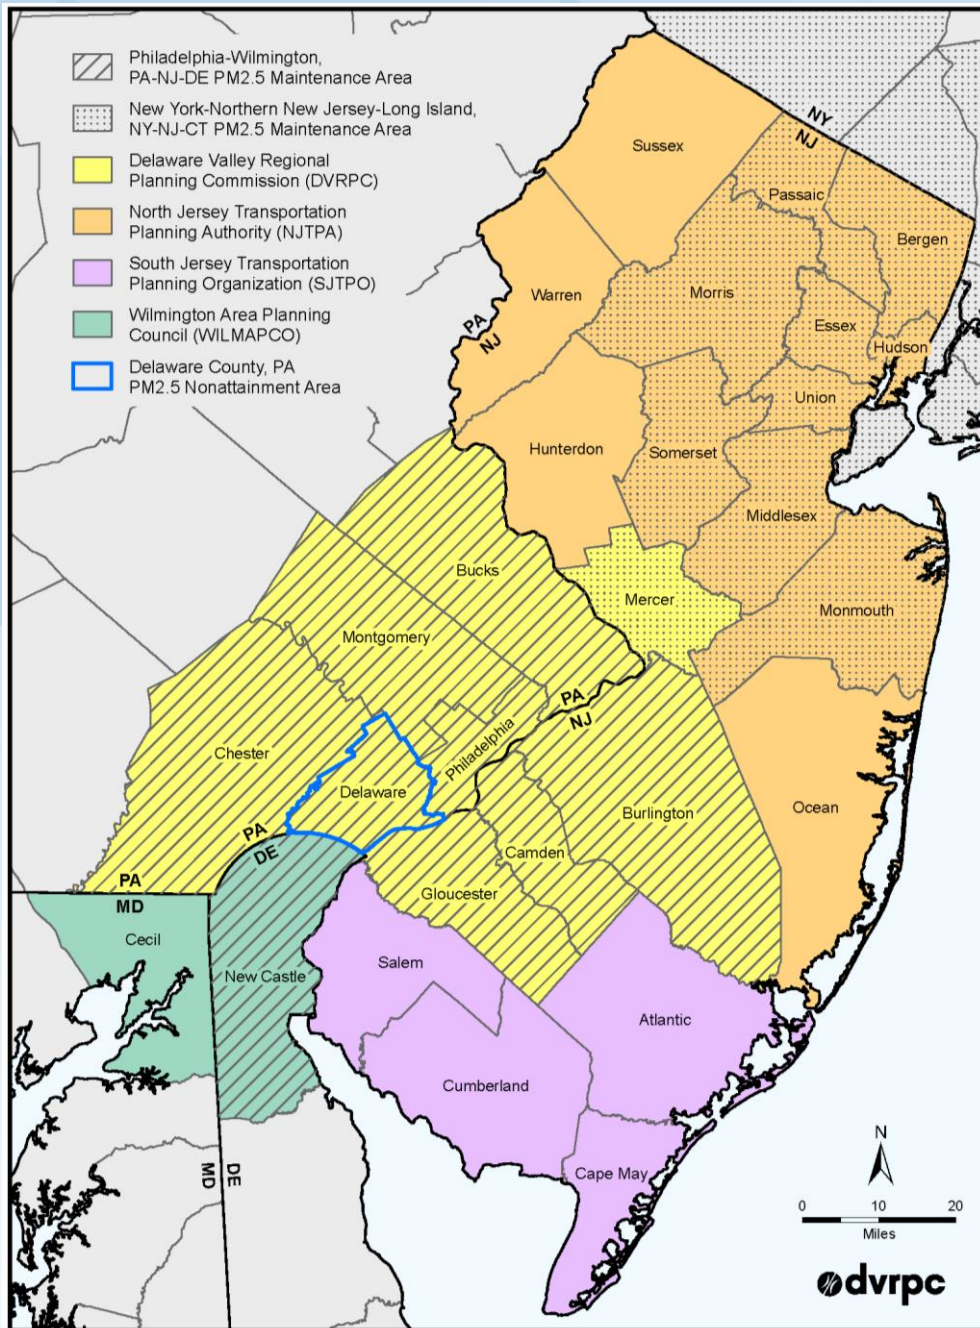 Philadelphia-Wilmington,
PA-NJ-DE PM2.5 Maintenance Area
New York-Northern New Jersey-Long Island,
NY-NJ-CT PM2.5 Maintenance Area
Delaware Valley Regional
Planning Commission (DVRPC)
North Jersey Transportation
Planning Authority (NJTPA)
South Jersey Transportation
Planning Organization (SJTPO)
Wilmington Area Planning
Council (WILMAPCO)
Delaware County, PA
PM2.5 Nonattainment Area
NY
NJ
Sussex
Passaic
Bergen
Warren
Morris
Essex
PA
NJ
Hudson
Union
Hunterdon
Somerset
Middlesex
Bucks
Mercer
Monmouth
Montgomery
PA
NJ
Philadelphia
Chester
Delaware
Ocean
Burlington
PA
DE
Camden
PA
MD
Gloucester
Cecil
New Castle
Salem
Atlantic
Cumberland
Cape May
MD
DE
N
0 10 20
Miles
dvrpc